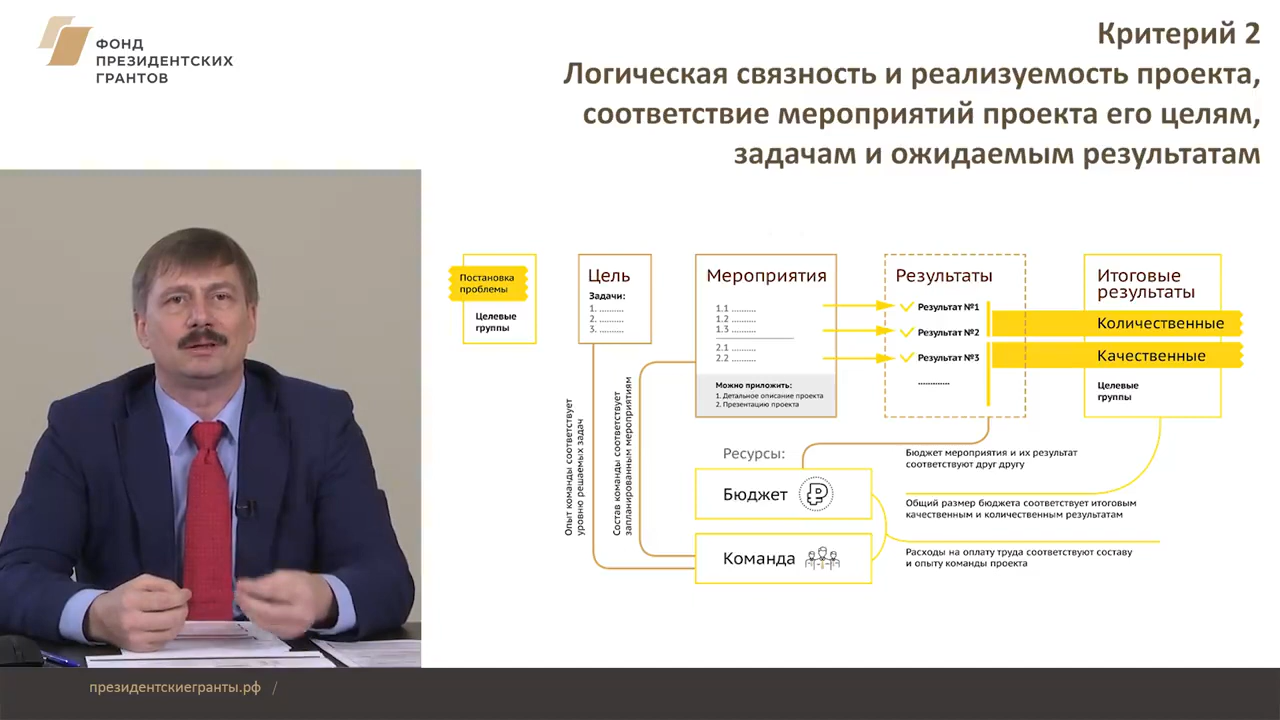 ФОНД
ПРЕЗИДЕНТСКИХ
ГРАНТОВ
Критерий 2
Логическая связность и реализуемость проекта,
соответствие мероприятий проекта его целям,
задачам и ожидаемым результатам
Постановка
проблемы
Целевые
группы
Цель
Задачи:
1. ..........
2. ..........
3. ..........
Мероприятия
1.1 ..........
1.2 ..........
1.3 ..........
2.1 ..........
2.2 ..........
Можно приложить:
1. Детальное описание проекта
2. Презентацию проекта
Результаты
Результат №1
Результат №2
Результат №3
.............
Итоговые
результаты
Количественные
Качественные
Целевые
группы
Опыт команды соответствует
уровню решаемых задач
Состав команды соответствует
запланированным мероприятиям
Ресурсы:
Бюджет
Команда
Бюджет мероприятия и их результат
соответствуют друг другу
Общий размер бюджета соответствует итоговым
качественным и количественным результатам
Расходы на оплату труда соответствуют составу
и опыту команды проекта
президентскиегранты.рф /